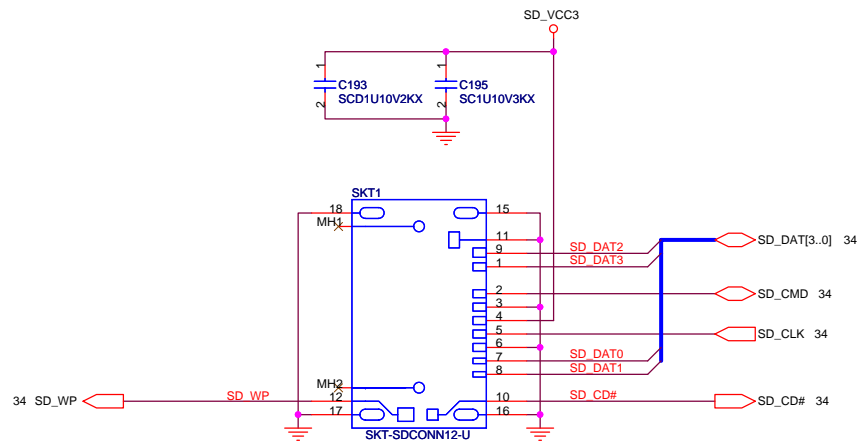 SD_VCC3
1
C193
SCD1U10V2KX
2
1
C195
SC1U10V3KX
2
SKT1
18
15
MH1
11
9 SD_DAT2
1 SD_DAT3
SD_DAT[3..0] 34
2
SD_CMD 34
3
4
5
SD_CLK 34
6
7 SD_DAT0
8 SD_DAT1
MH2
34 SD_WP SD_WP 12
10 SD_CD# SD_CD# 34
17
16
SKT-SDCONN12-U